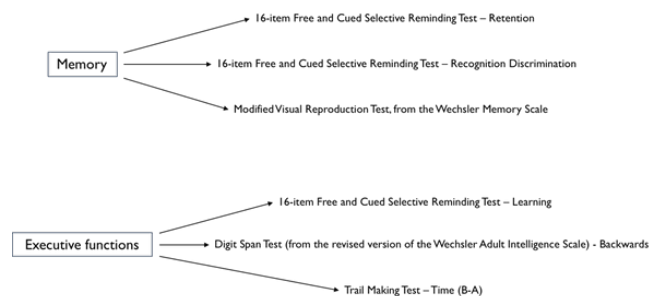 16-item Free and Cued Selective Reminding Test – Retention
Memory
16-item Free and Cued Selective Reminding Test – Recognition Discrimination
Modified Visual Reproduction Test, from the Wechsler Memory Scale
16-item Free and Cued Selective Reminding Test – Learning
Executive functions
Digit Span Test (from the revised version of the Wechsler Adult Intelligence Scale) - Backwards
Trail Making Test – Time (B-A)